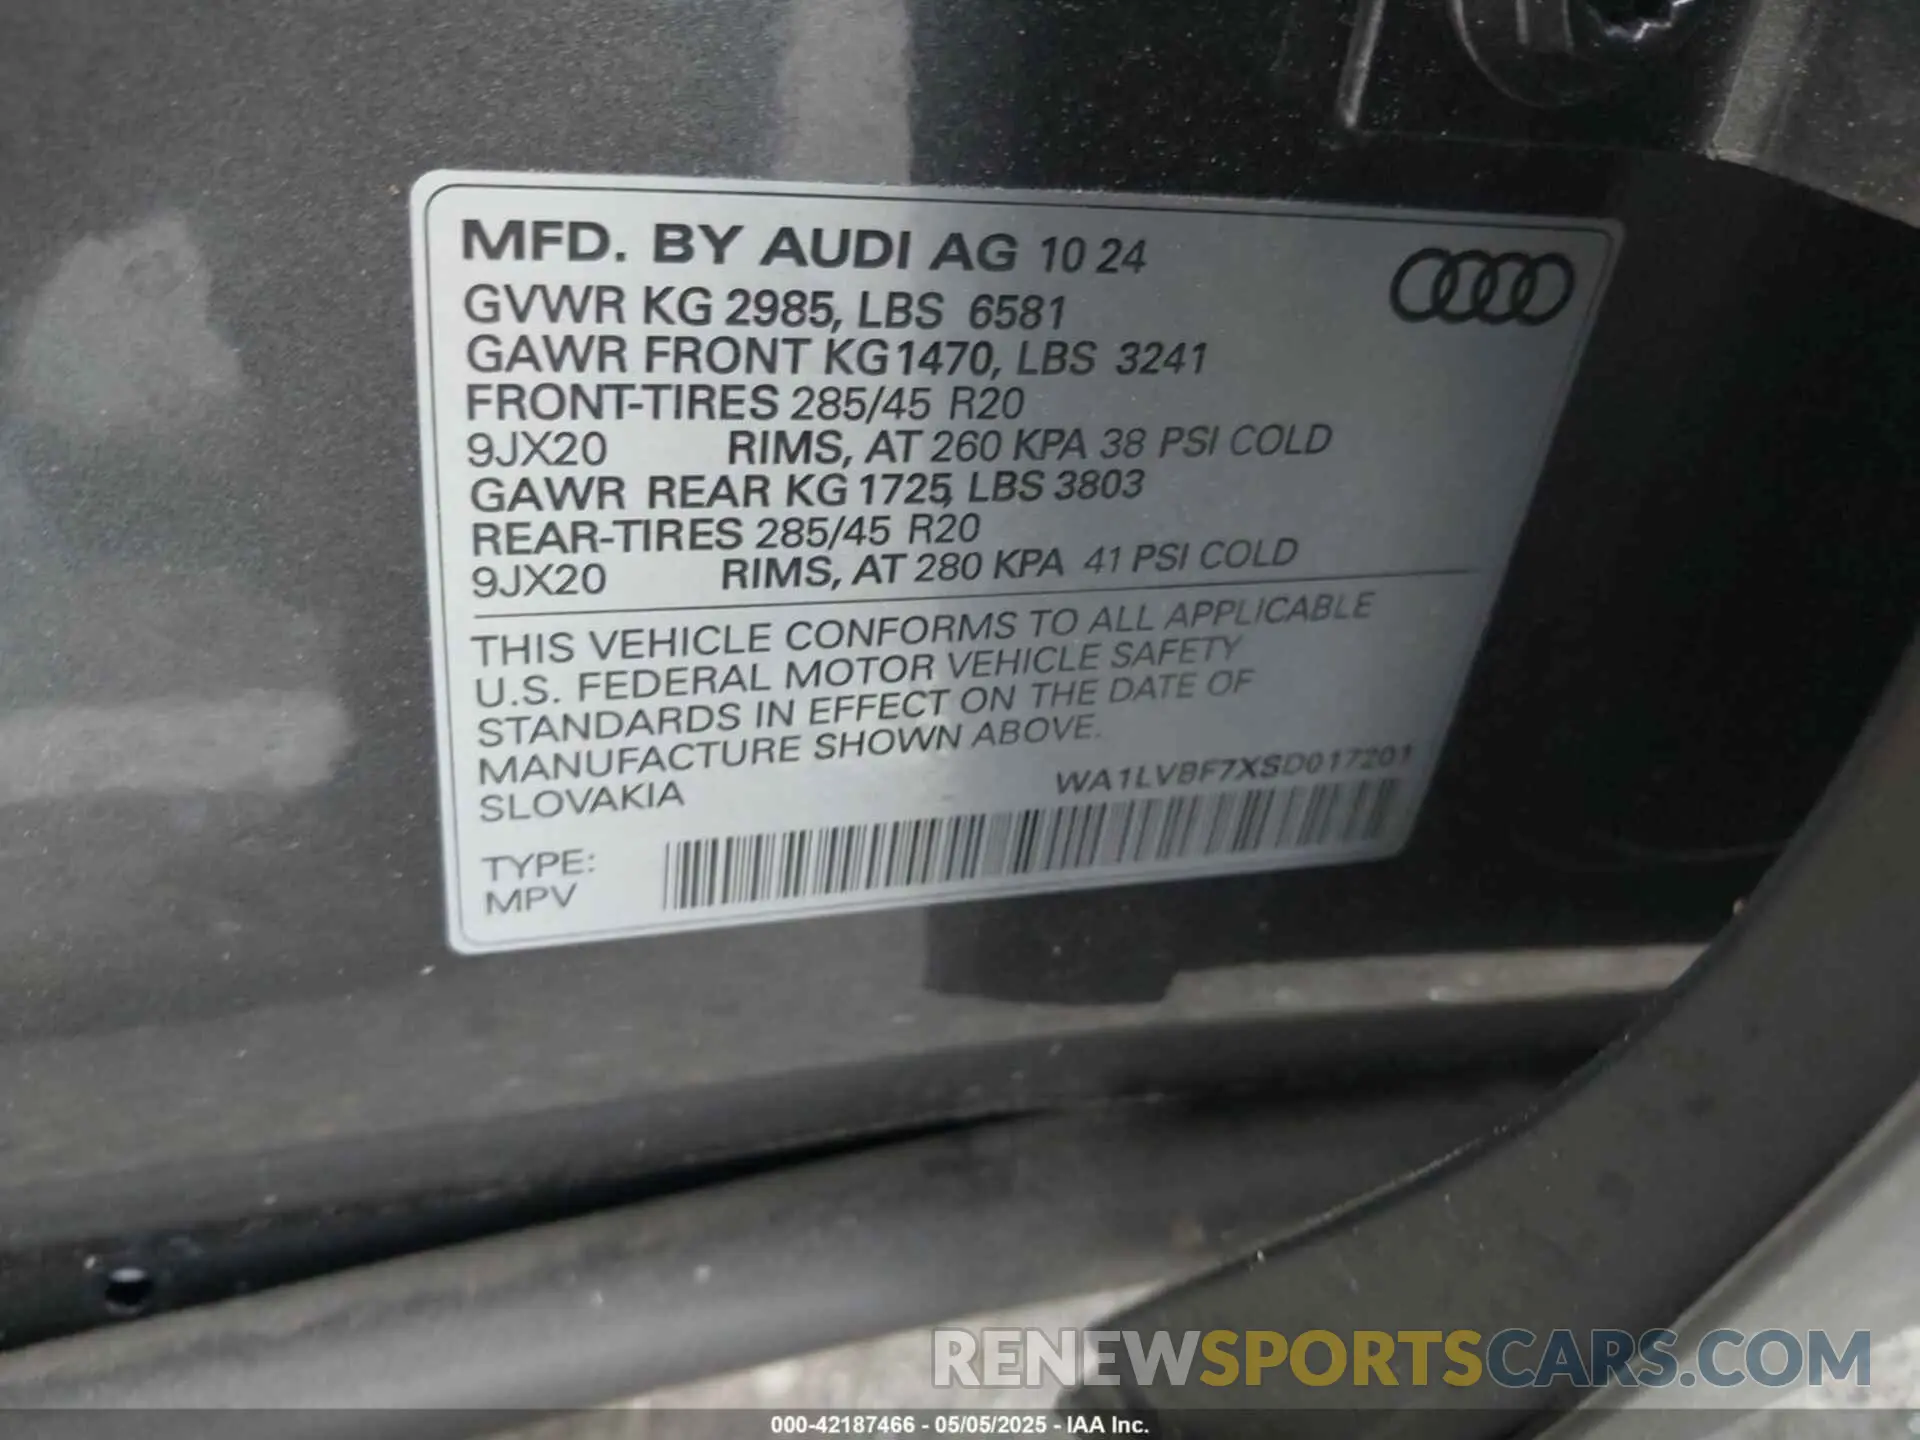 MFD. BY AUDI AG 10 24
GVWR KG 2985, LBS 6581
GAWR FRONT KG 1470, LBS 3241
FRONT-TIRES 285/45 R20
9JX20 RIMS, AT 260 KPA 38 PSI COLD
GAWR REAR KG 1725, LBS 3803
REAR-TIRES 285/45 R20
9JX20 RIMS, AT 280 KPA 41 PSI COLD
THIS VEHICLE CONFORMS TO ALL APPLICABLE
U.S. FEDERAL MOTOR VEHICLE SAFETY
STANDARDS IN EFFECT ON THE DATE OF
MANUFACTURE SHOWN ABOVE.
SLOVAKIA
WA1LVBF7XSD017201
TYPE:
MPV
RENEWSPORTSCARS.COM
000-42187466 - 05/05/2025 - IAA Inc.